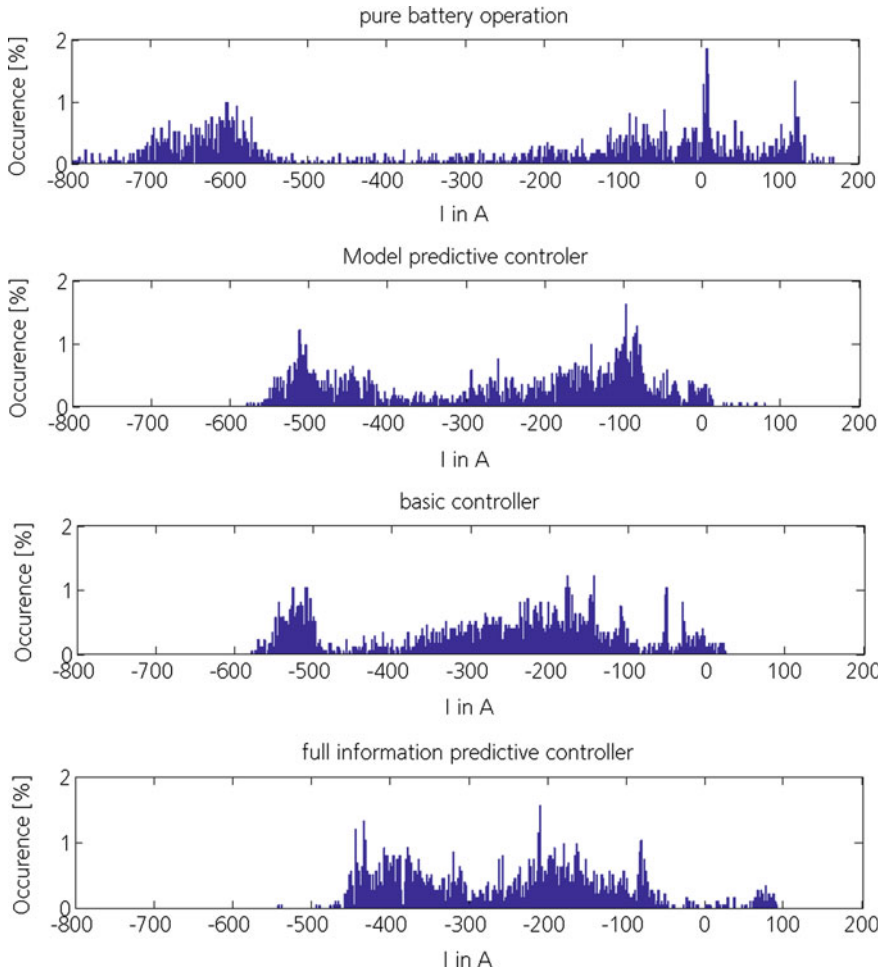 pure battery operation
2
1
0
Occurence [%]
-800 -700 -600 -500 -400 -300 -200 -100 0 100 200
I in A
Model predictive controler
2
1
0
Occurence [%]
-800 -700 -600 -500 -400 -300 -200 -100 0 100 200
I in A
basic controller
2
1
0
Occurence [%]
-800 -700 -600 -500 -400 -300 -200 -100 0 100 200
I in A
full information predictive controller
2
1
0
Occurence [%]
-800 -700 -600 -500 -400 -300 -200 -100 0 100 200
I in A